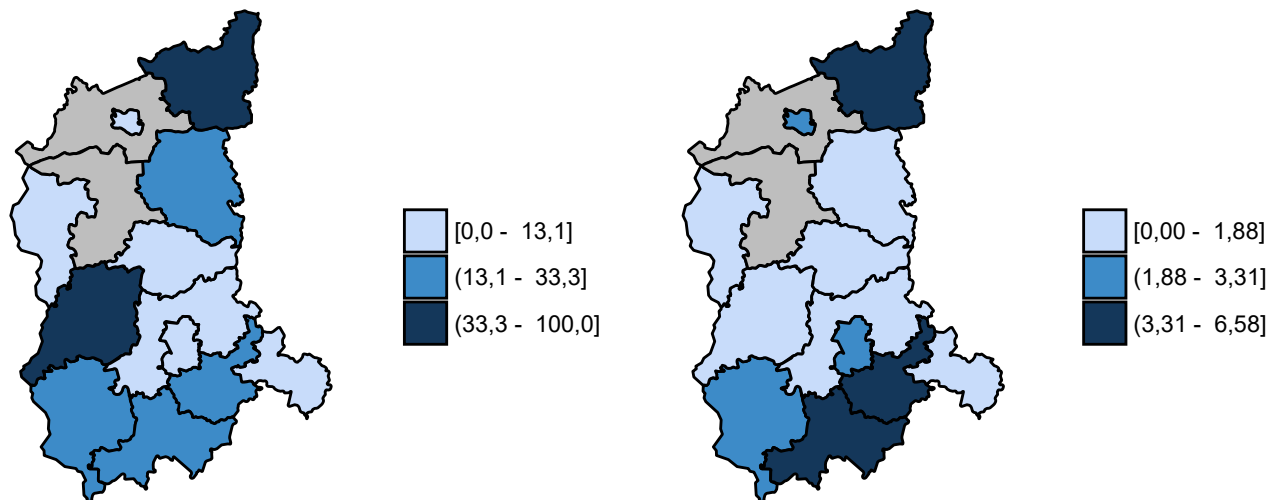 [0,0 - 13,1]
(13,1 - 33,3]
(33,3 - 100,0]
[0,00 - 1,88]
(1,88 - 3,31]
(3,31 - 6,58]